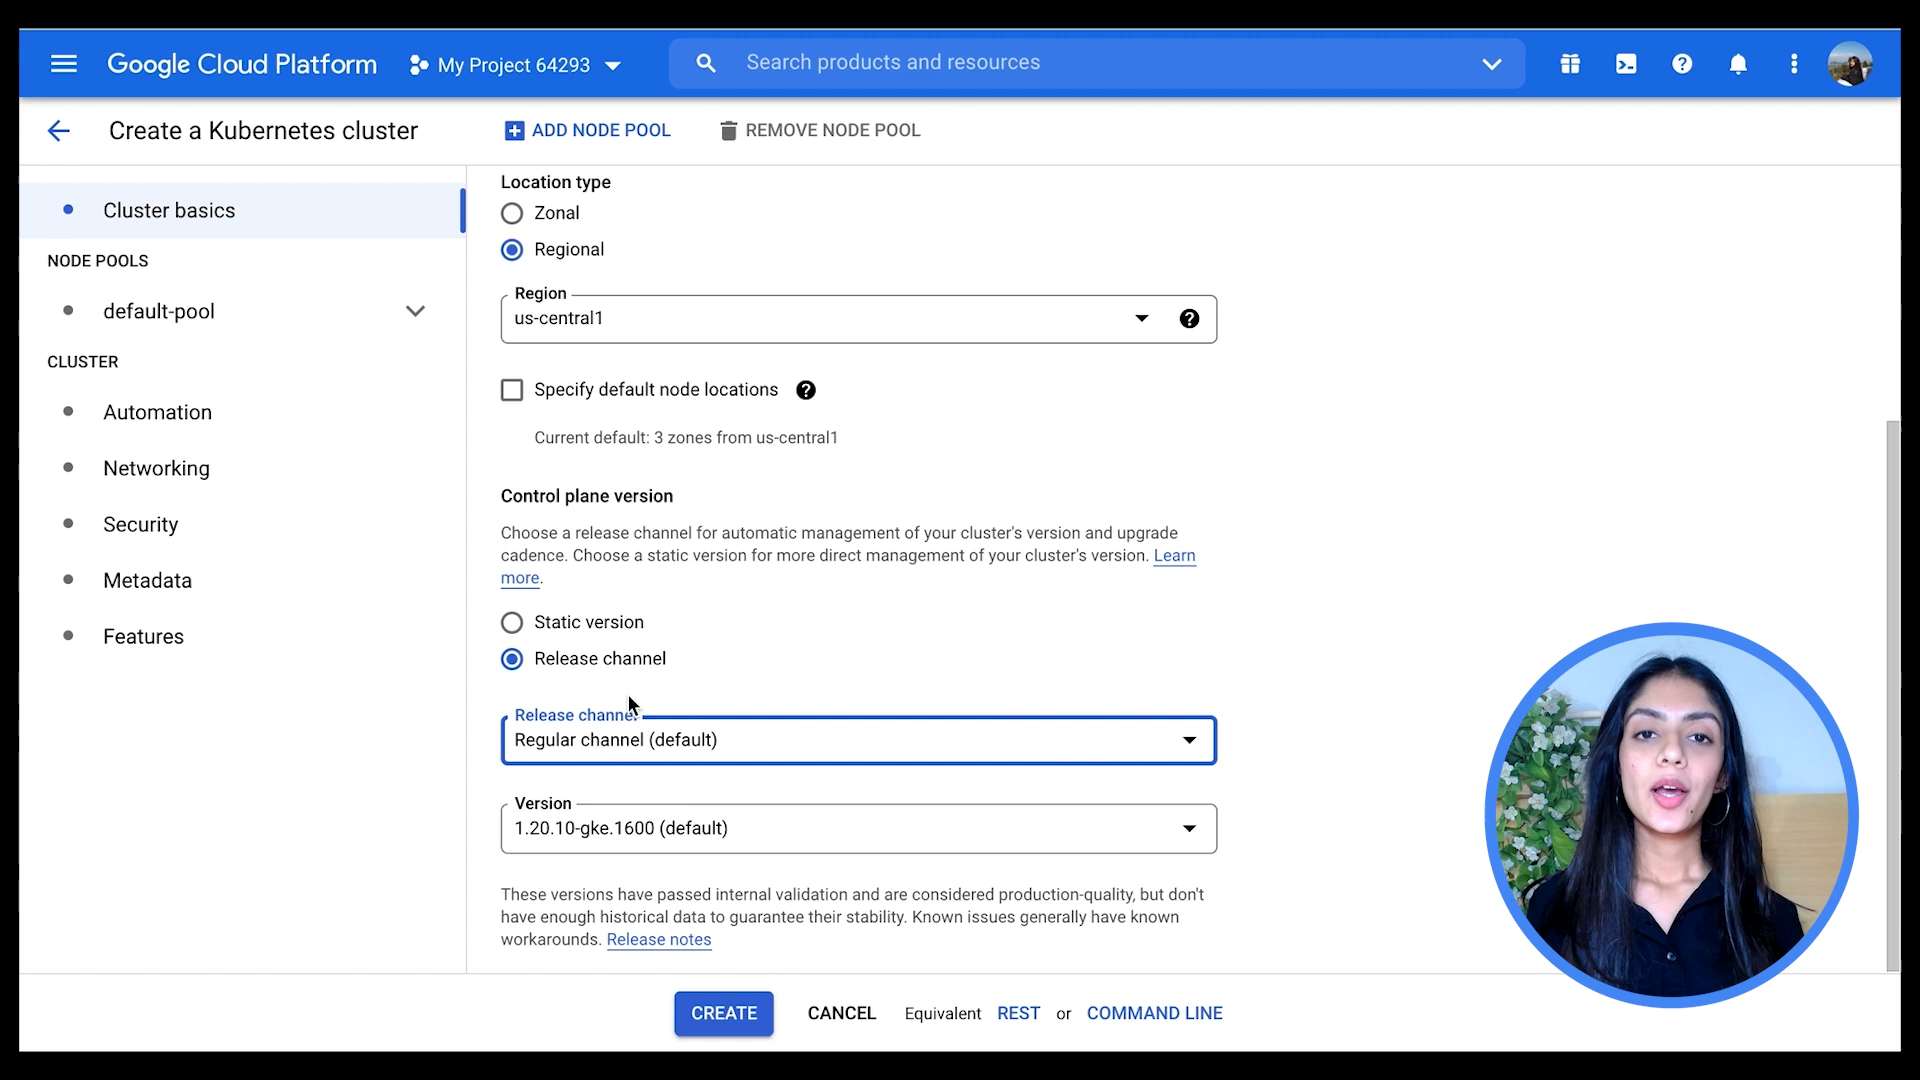 Google Cloud Platform
My Project 64293
Search products and resources
Create a Kubernetes cluster
ADD NODE POOL
REMOVE NODE POOL
Cluster basics
NODE POOLS
default-pool
CLUSTER
Automation
Networking
Security
Metadata
Features
Location type
Zonal
Regional
Region
us-central1
Specify default node locations
Current default: 3 zones from us-central1
Control plane version
Choose a release channel for automatic management of your cluster's version and upgrade
cadence. Choose a static version for more direct management of your cluster's version. Learn
more.
Static version
Release channel
Release channel
Regular channel (default)
Version
1.20.10-gke.1600 (default)
These versions have passed internal validation and are considered production-quality, but don't
have enough historical data to guarantee their stability. Known issues generally have known
workarounds. Release notes
CREATE
CANCEL
Equivalent REST or COMMAND LINE